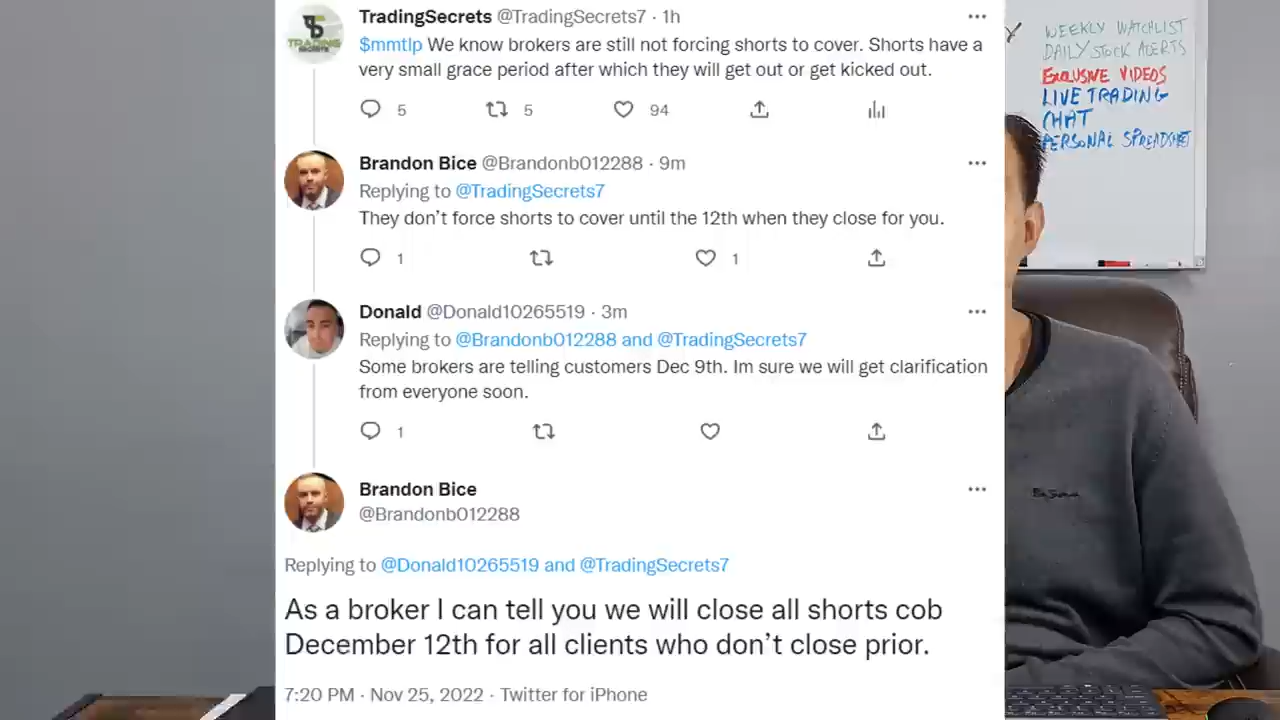 TradingSecrets @TradingSecrets7 · 1h
$mmtlp We know brokers are still not forcing shorts to cover. Shorts have a
very small grace period after which they will get out or get kicked out.
5 5 94
Brandon Bice @Brandonb012288 · 9m
Replying to @TradingSecrets7
They don’t force shorts to cover until the 12th when they close for you.
1 1
Donald @Donald10265519 · 3m
Replying to @Brandonb012288 and @TradingSecrets7
Some brokers are telling customers Dec 9th. Im sure we will get clarification
from everyone soon.
1
Brandon Bice
@Brandonb012288
Replying to @Donald10265519 and @TradingSecrets7
As a broker I can tell you we will close all shorts cob
December 12th for all clients who don’t close prior.
7:20 PM · Nov 25, 2022 · Twitter for iPhone
WEEKLY WATCHLIST
DAILY STOCK ALERTS
EXCLUSIVE VIDEOS
LIVE TRADING
CHAT
PERSONAL SPREADSHEET